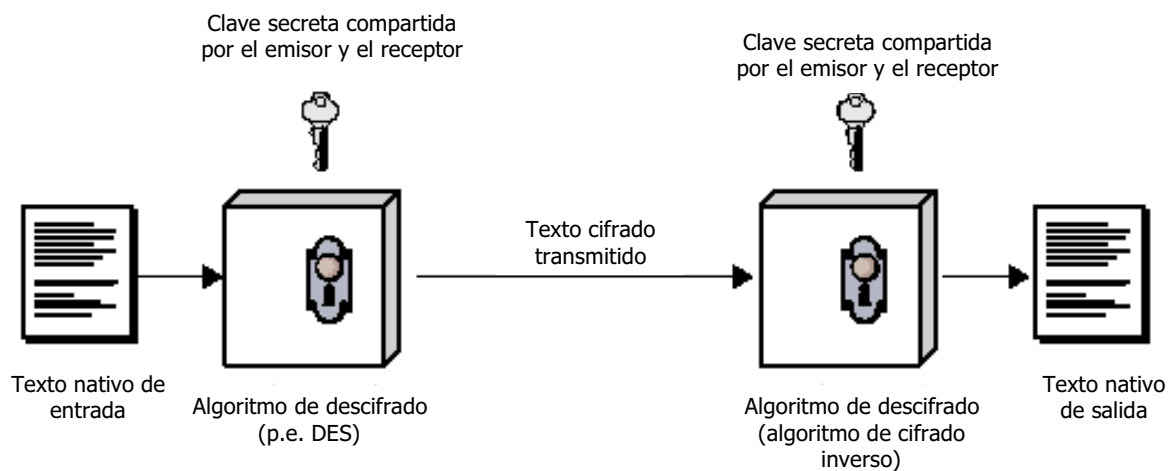 Clave secreta compartida
por el emisor y el receptor
Clave secreta compartida
por el emisor y el receptor
Texto cifrado
transmitido
Texto nativo de
entrada
Algoritmo de descifrado
(p.e. DES)
Algoritmo de descifrado
(algoritmo de cifrado
inverso)
Texto nativo
de salida